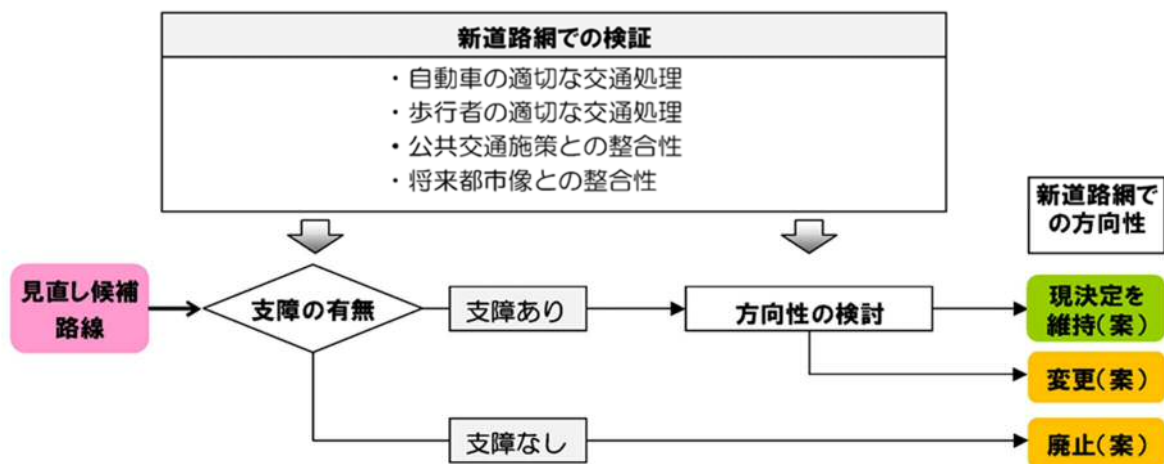 新道路網での検証
・自動車の適切な交通処理
・歩行者の適切な交通処理
・公共交通施策との整合性
・将来都市像との整合性
新道路網で
の方向性
見直し候補
路線
支障の有無
支障あり
方向性の検討
現決定を
維持(案)
変更(案)
支障なし
廃止(案)